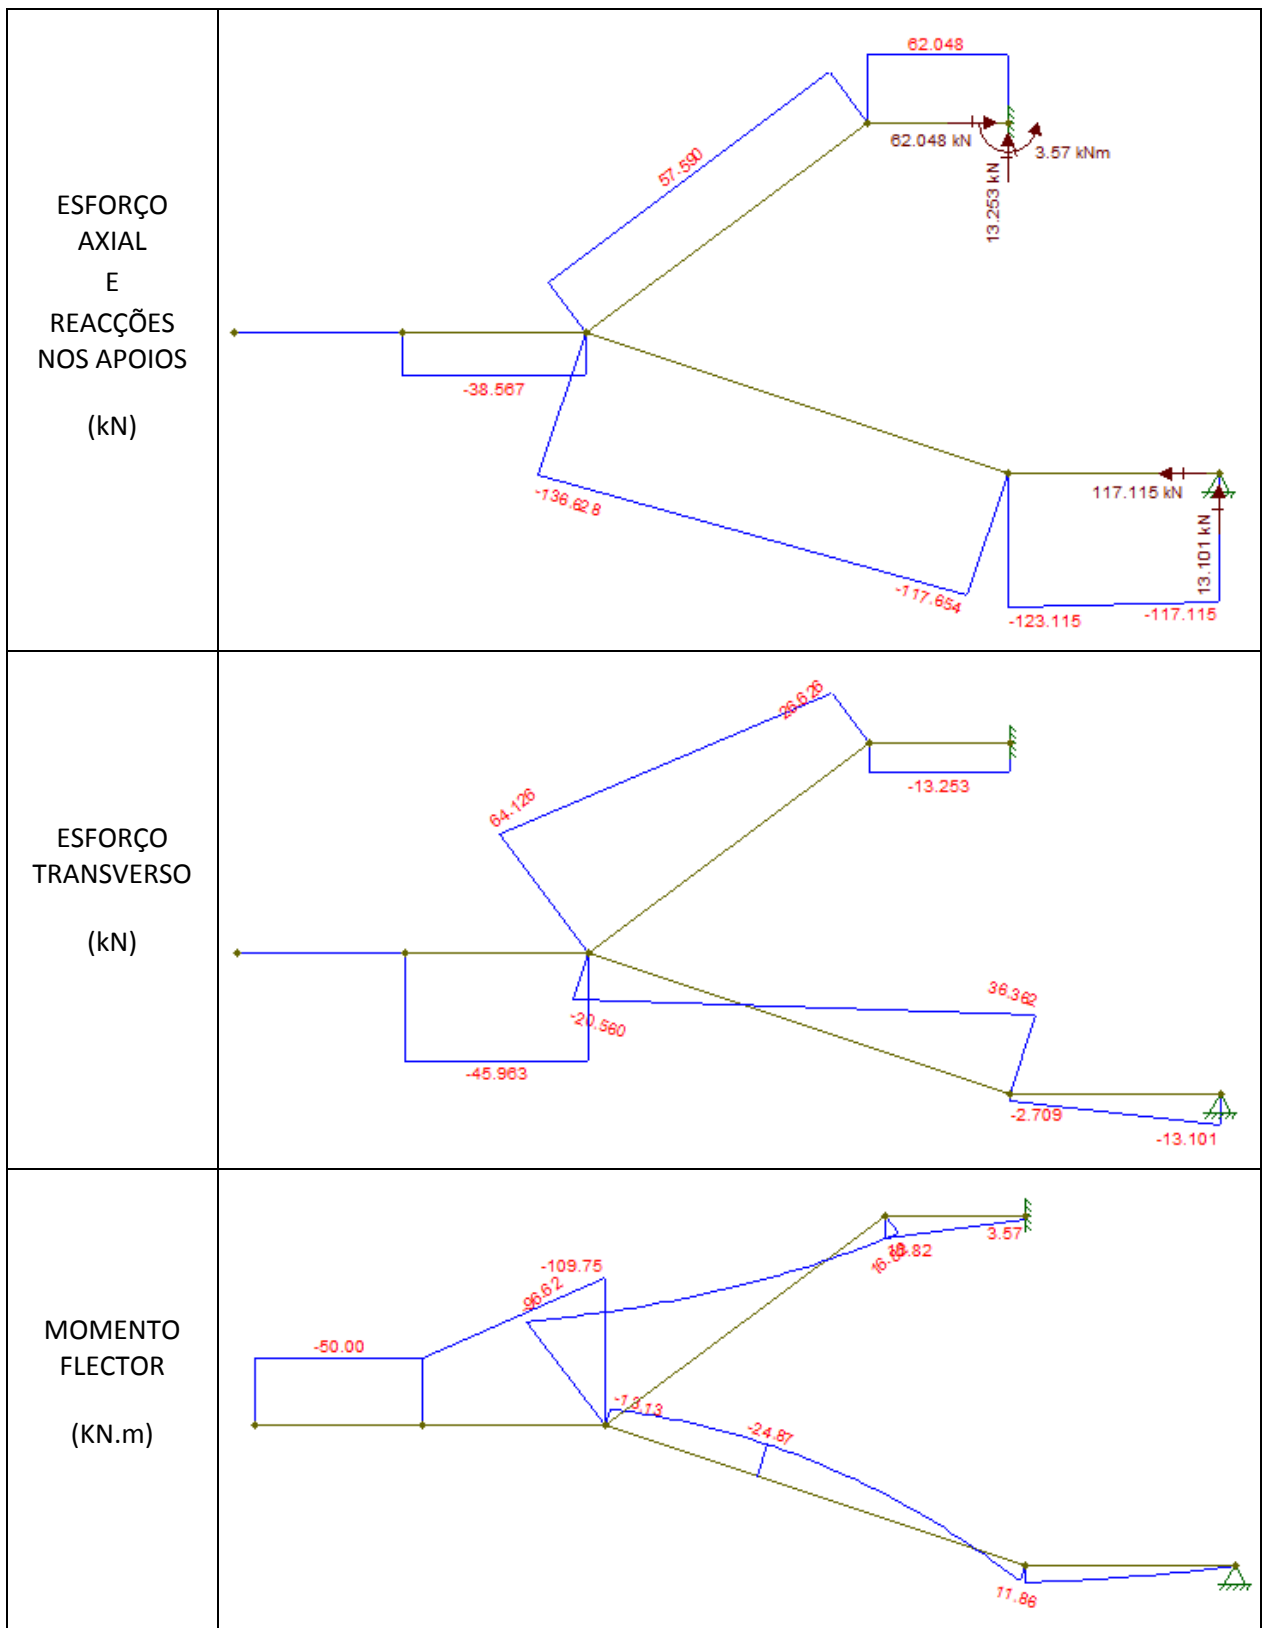 ESFORÇO
AXIAL
E
REACÇÕES
NOS APOIOS
(kN)
62.048
57.590
62.048 kN
3.57 kNm
13.253 kN
-38.567
-136.628
-117.654
117.115 kN
13.101 kN
-123.115
-117.115
ESFORÇO
TRANSVERSO
(kN)
26.626
64.126
-13.253
-45.963
-20.560
36.362
-2.709
-13.101
MOMENTO
FLECTOR
(KN.m)
-109.75
-96.62
-50.00
3.57
-13.13
-24.87
11.86